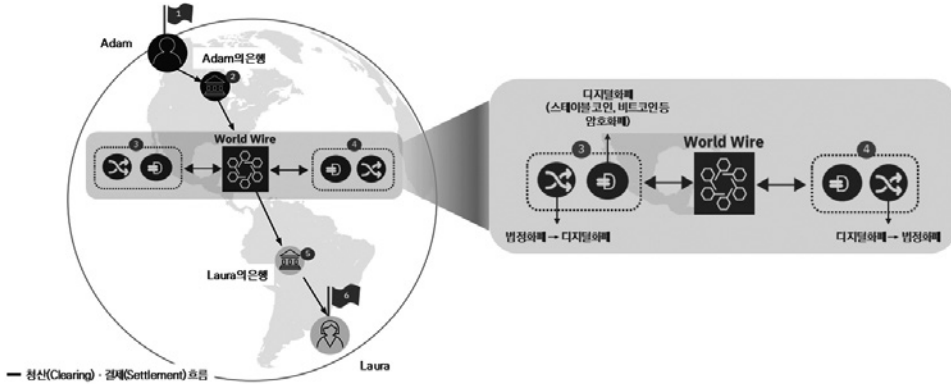 1
Adam
Adam의은행
2
World Wire
3
4
5
Laura의은행
6
Laura
청산(Clearing) · 결제(Settlement) 흐름
디지털화폐
(스테이블코인, 비트코인 등
암호화폐)
World Wire
3
4
법정화폐 → 디지털화폐
디지털화폐 → 법정화폐